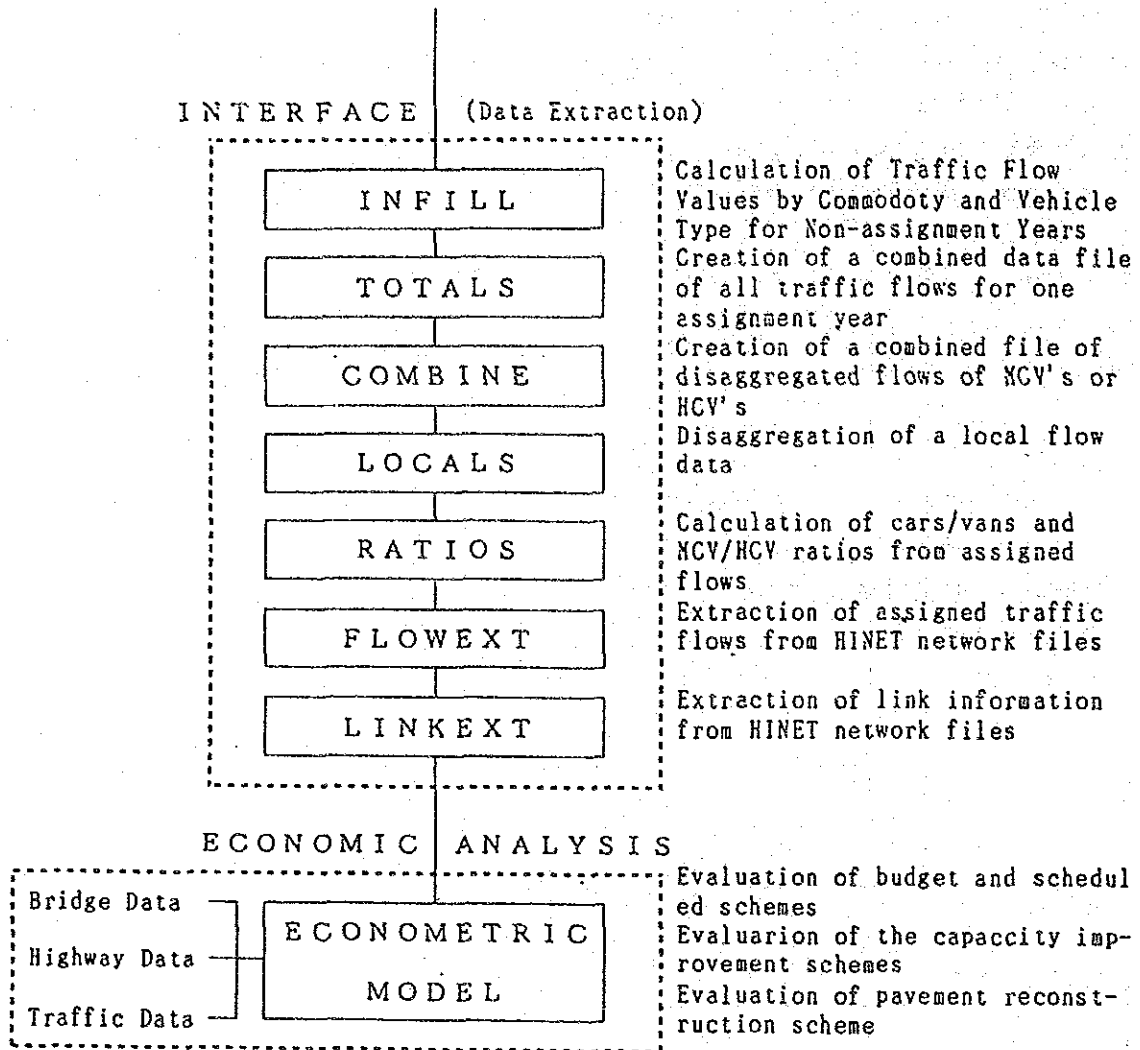 INTERFACE (Data Extraction)
INFILL
Calculation of Traffic Flow
Values by Commodoty and Vehicle
Type for Non-assignment Years
TOTALS
Creation of a combined data file
of all traffic flows for one
assignment year
COMBINE
Creation of a combined file of
disaggregated flows of MCV's or
HCV's
LOCALS
Disaggregation of a local flow
data
RATIOS
Calculation of cars/vans and
MCV/HCV ratios from assigned
flows
FLOWEXT
Extraction of assigned traffic
flows from HINET network files
LINKEXT
Extraction of link information
from HINET network files
ECONOMIC ANALYSIS
Bridge Data
Highway Data
Traffic Data
ECONOMETRIC
MODEL
Evaluation of budget and schedul
ed schemes
Evaluarion of the capaccity imp-
rovement schemes
Evaluation of pavement reconst-
ruction scheme